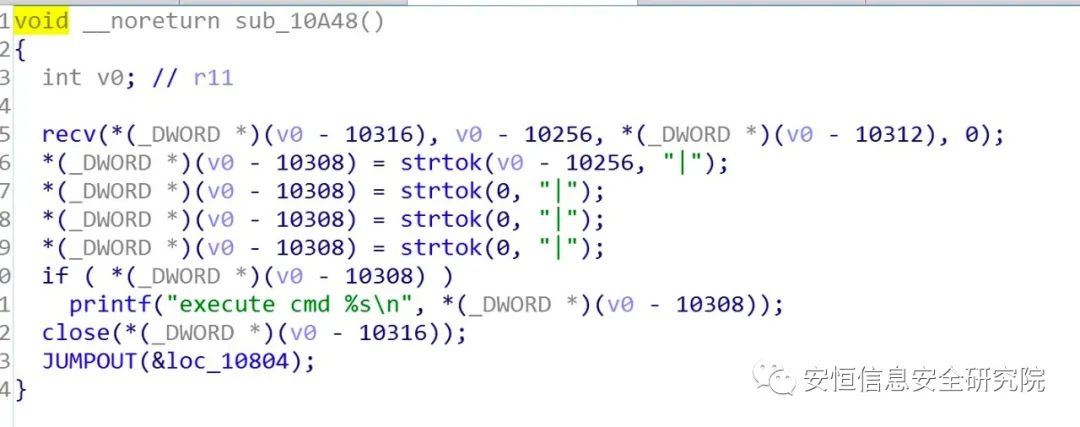 1 void __noreturn sub_10A48()
2 {
3   int v0; // r11
4
5   recv(*(_DWORD *)(v0 - 10316), v0 - 10256, *(_DWORD *)(v0 - 10312), 0);
6   *(_DWORD *)(v0 - 10308) = strtok(v0 - 10256, "|");
7   *(_DWORD *)(v0 - 10308) = strtok(0, "|");
8   *(_DWORD *)(v0 - 10308) = strtok(0, "|");
9   *(_DWORD *)(v0 - 10308) = strtok(0, "|");
0   if ( *(_DWORD *)(v0 - 10308) )
1     printf("execute cmd %s\n", *(_DWORD *)(v0 - 10308));
2   close(*(_DWORD *)(v0 - 10316));
3   JUMPOUT(&loc_10804);
4 }
安恒信息安全研究院